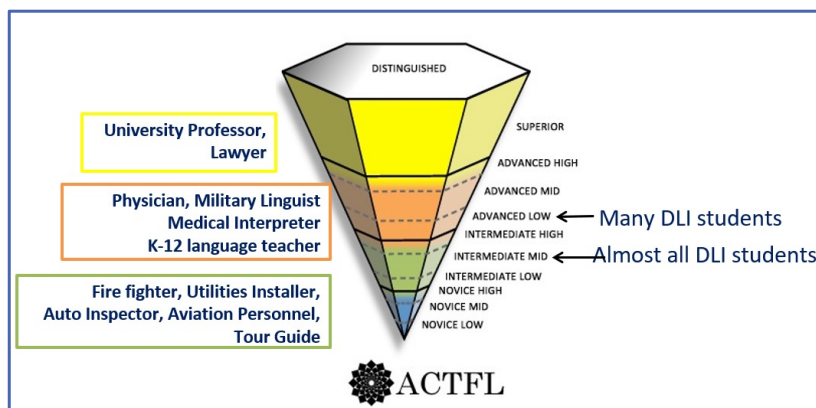 DISTINGUISHED
University Professor,
Lawyer
Physician, Military Linguist
Medical Interpreter
K-12 language teacher
Fire fighter, Utilities Installer,
Auto Inspector, Aviation Personnel,
Tour Guide
SUPERIOR
ADVANCED HIGH
ADVANCED MID
ADVANCED LOW
Many DLI students
INTERMEDIATE HIGH
INTERMEDIATE MID
Almost all DLI students
INTERMEDIATE LOW
NOVICE HIGH
NOVICE MID
NOVICE LOW
ACTFL